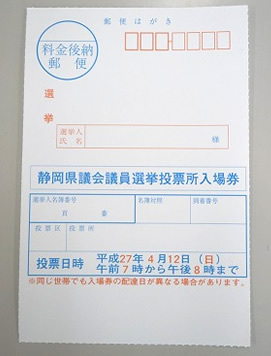 郵便はがき
料金後納
郵便
選
挙
選挙人
氏名
様
静岡県議会議員選挙投票所入場券
選挙人名簿番号 名簿対照 到着番号
頁 番
投票区 投票所
投票日時 平成27年4月12日(日)
午前7時から午後8時まで
※同じ世帯でも入場券の配達日が異なる場合があります。